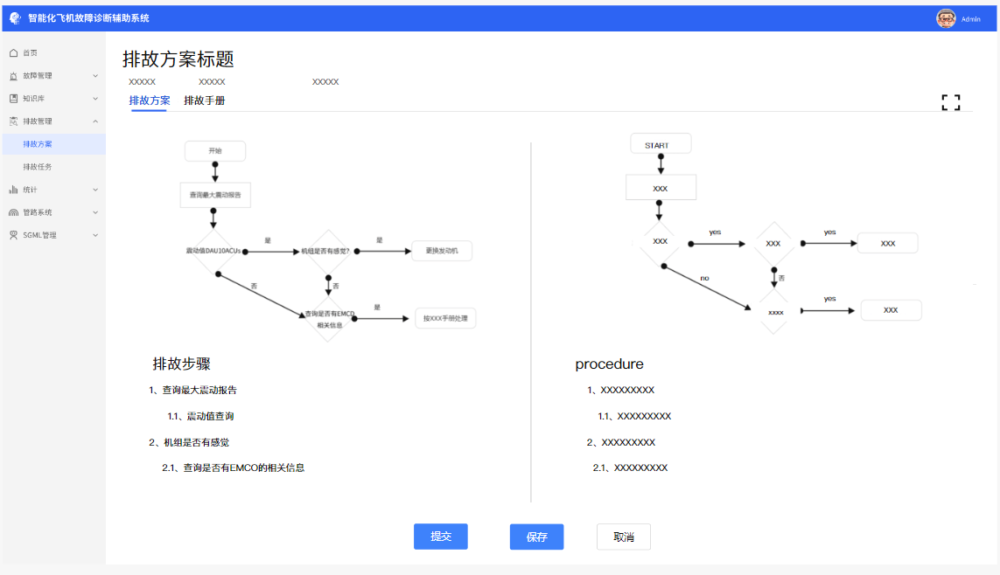 智能化飞机故障诊断辅助系统
Admin
首页
故障管理
知识库
排故管理
排故方案
排故任务
统计
管路系统
SGML管理
排故方案标题
XXXXX XXXXX XXXXX
排故方案 排故手册
开始
查询最大震动报告
震动值DAU10ACUs
是
机组是否有感觉?
是
更换发动机
否
否
查询是否有EMCD
相关信息
是
按XXX手册处理
START
XXX
XXX
yes
XXX
yes
XXX
no
否
xxxx
yes
XXX
排故步骤
1、查询最大震动报告
1.1、震动值查询
2、机组是否有感觉
2.1、查询是否有EMCO的相关信息
procedure
1、XXXXXXXXX
1.1、XXXXXXXXX
2、XXXXXXXXX
2.1、XXXXXXXXX
提交 保存 取消